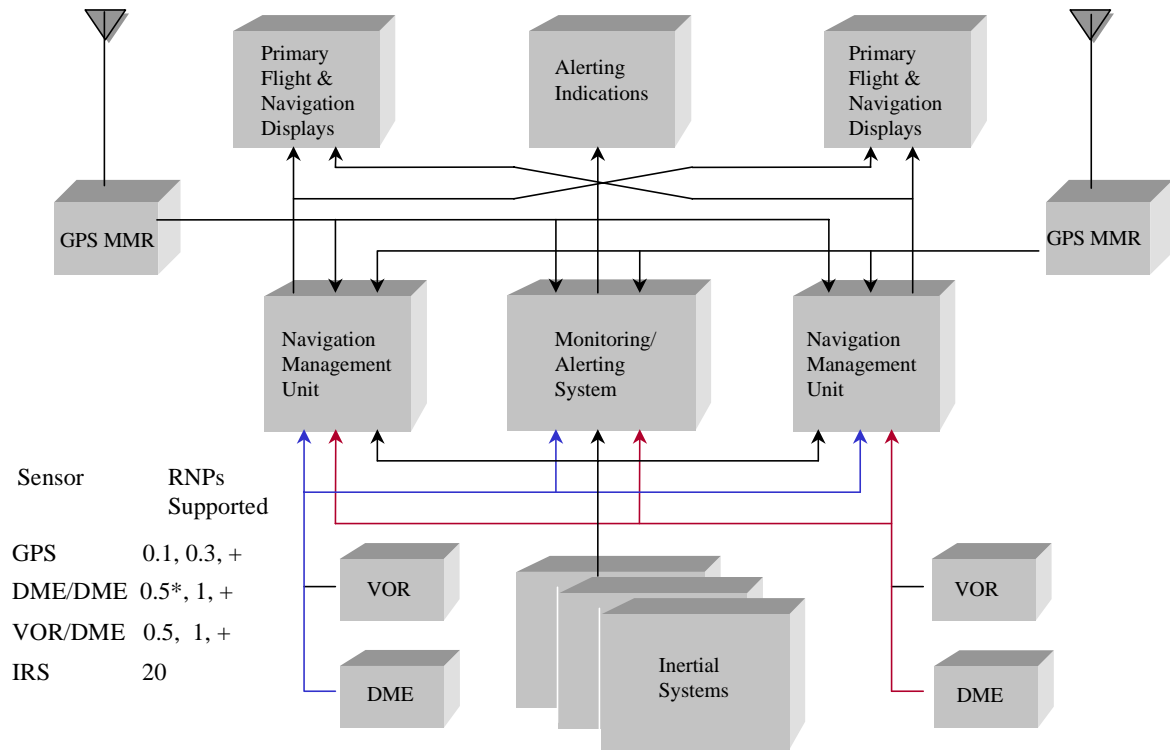 Primary
Flight &
Navigation
Displays
Alerting
Indications
Primary
Flight &
Navigation
Displays
GPS MMR
GPS MMR
Navigation
Management
Unit
Monitoring/
Alerting
System
Navigation
Management
Unit
Sensor RNPs
Supported
GPS 0.1, 0.3, +
DME/DME 0.5*, 1, +
VOR/DME 0.5, 1, +
IRS 20
VOR
DME
Inertial
Systems
VOR
DME